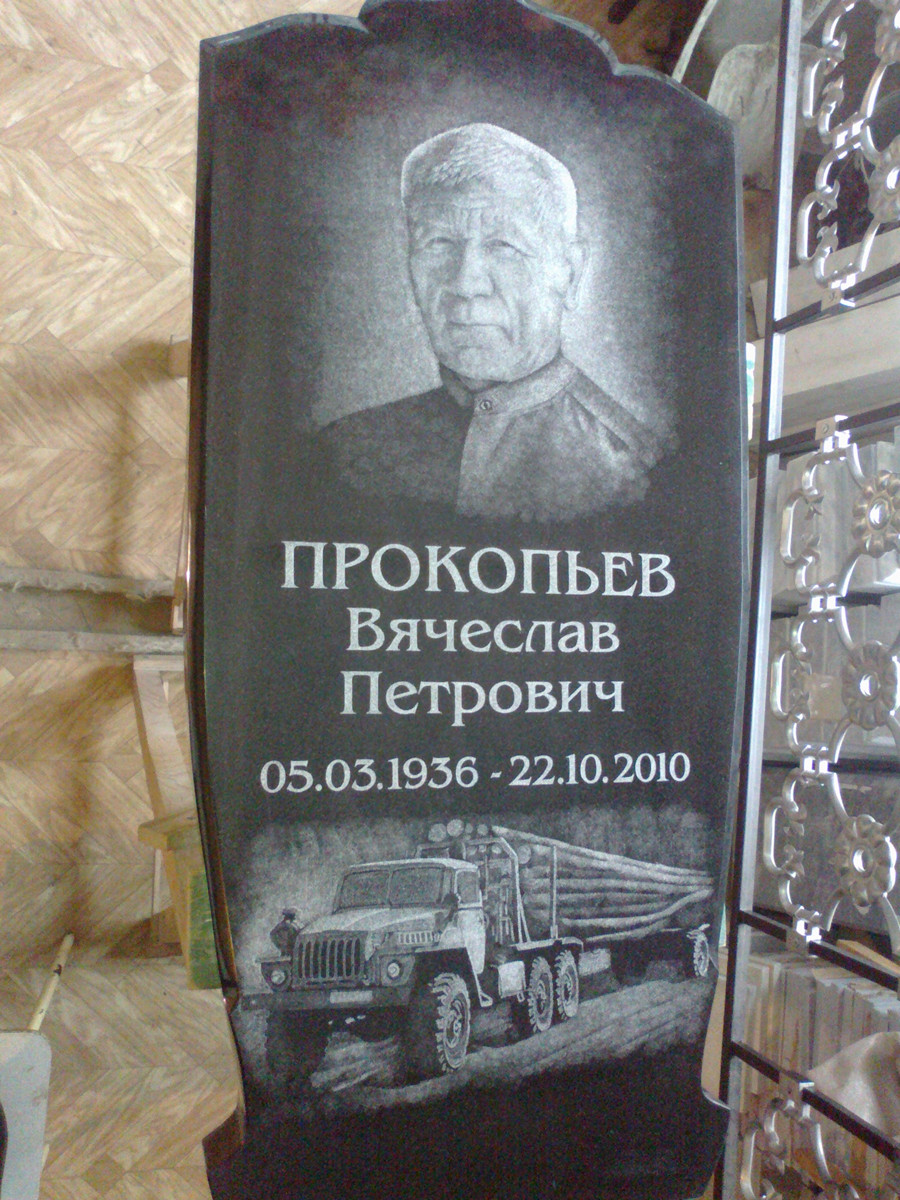 ПРОКОПЬЕВ
Вячеслав
Петрович
05.03.1936 - 22.10.2010